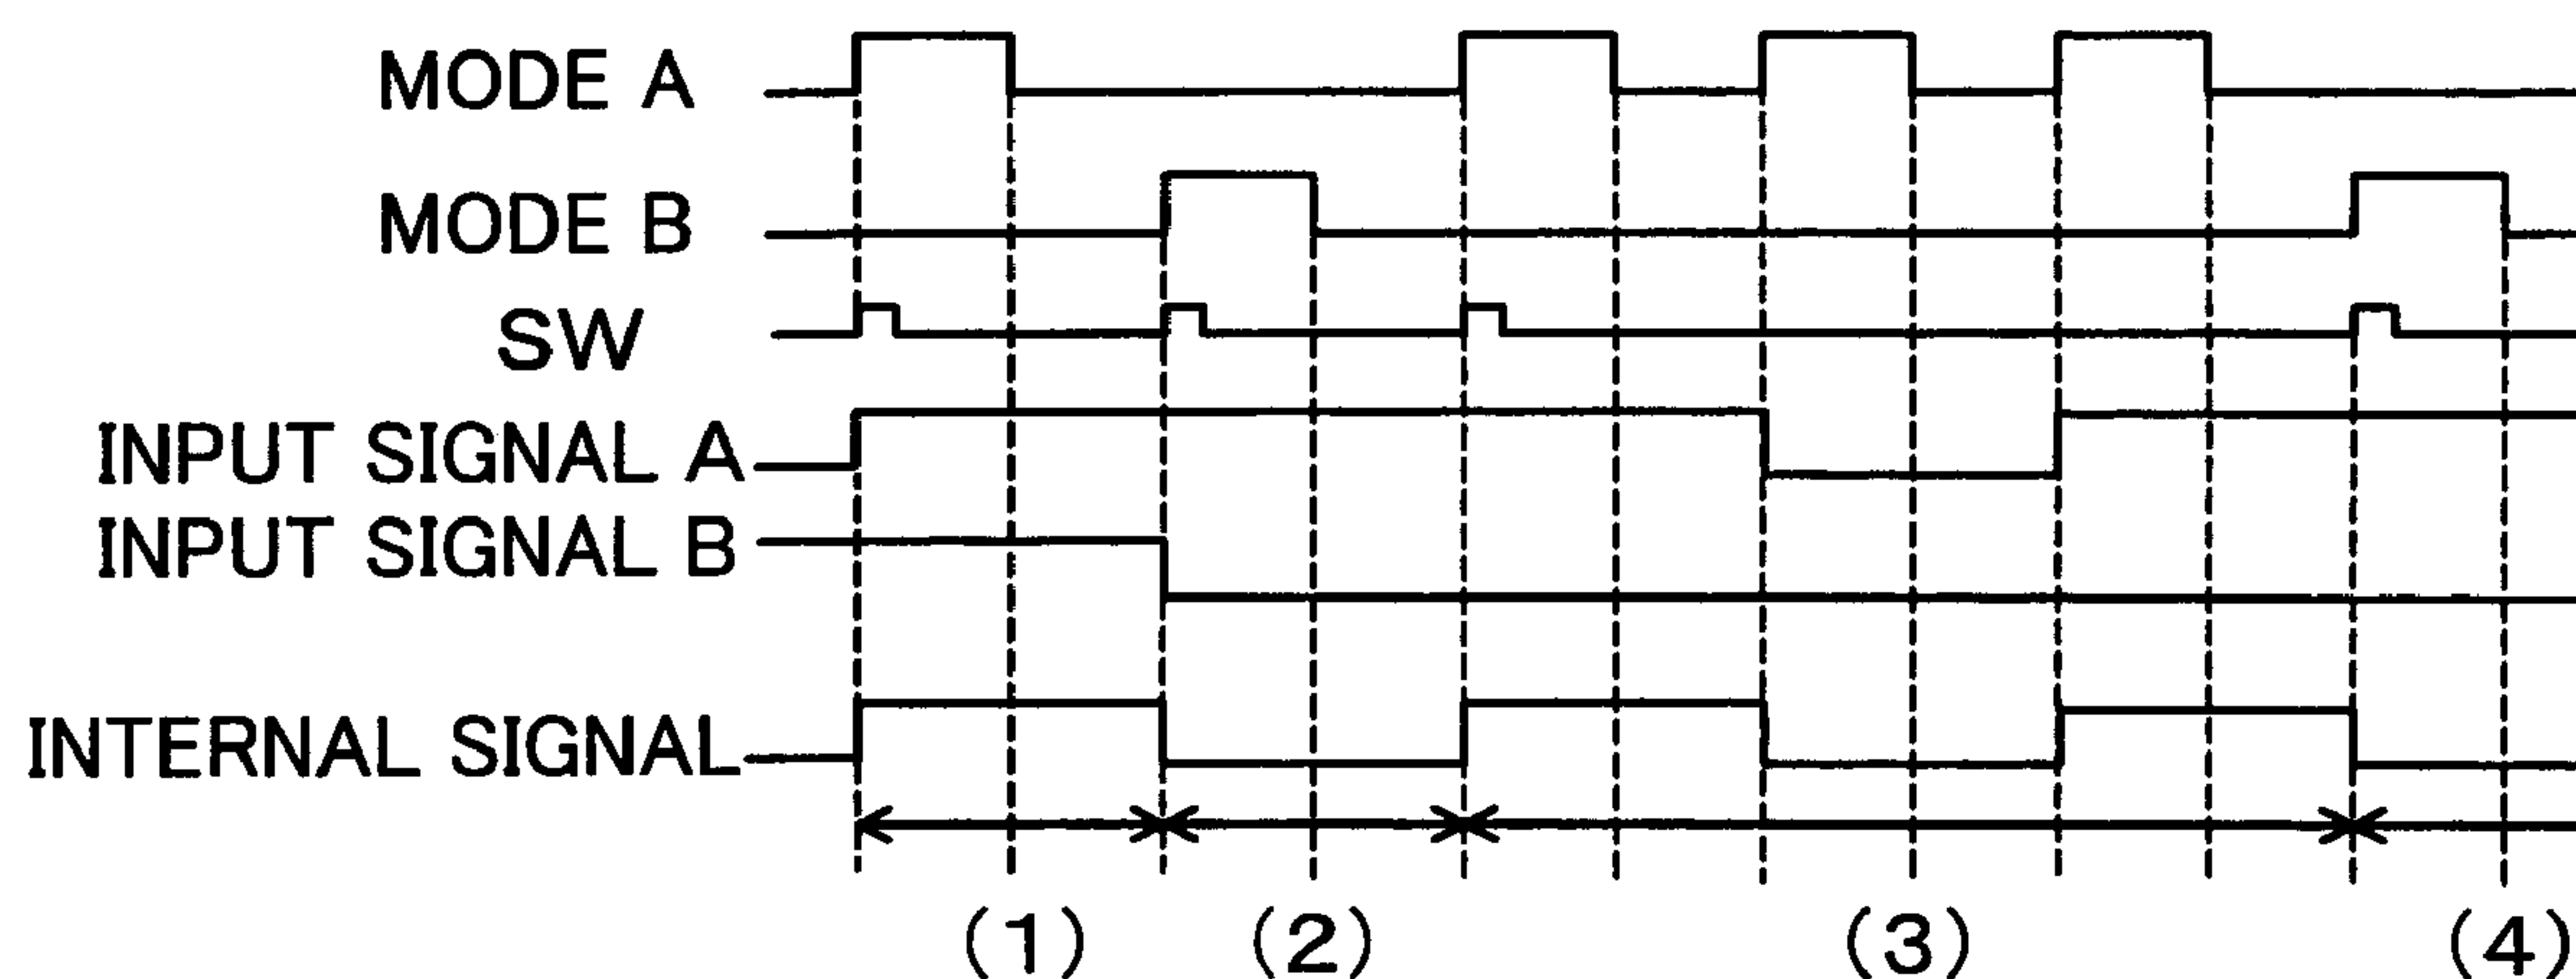 MODE A
MODE B
SW
INPUT SIGNAL A
INPUT SIGNAL B
INTERNAL SIGNAL
(1) (2) (3) (4)